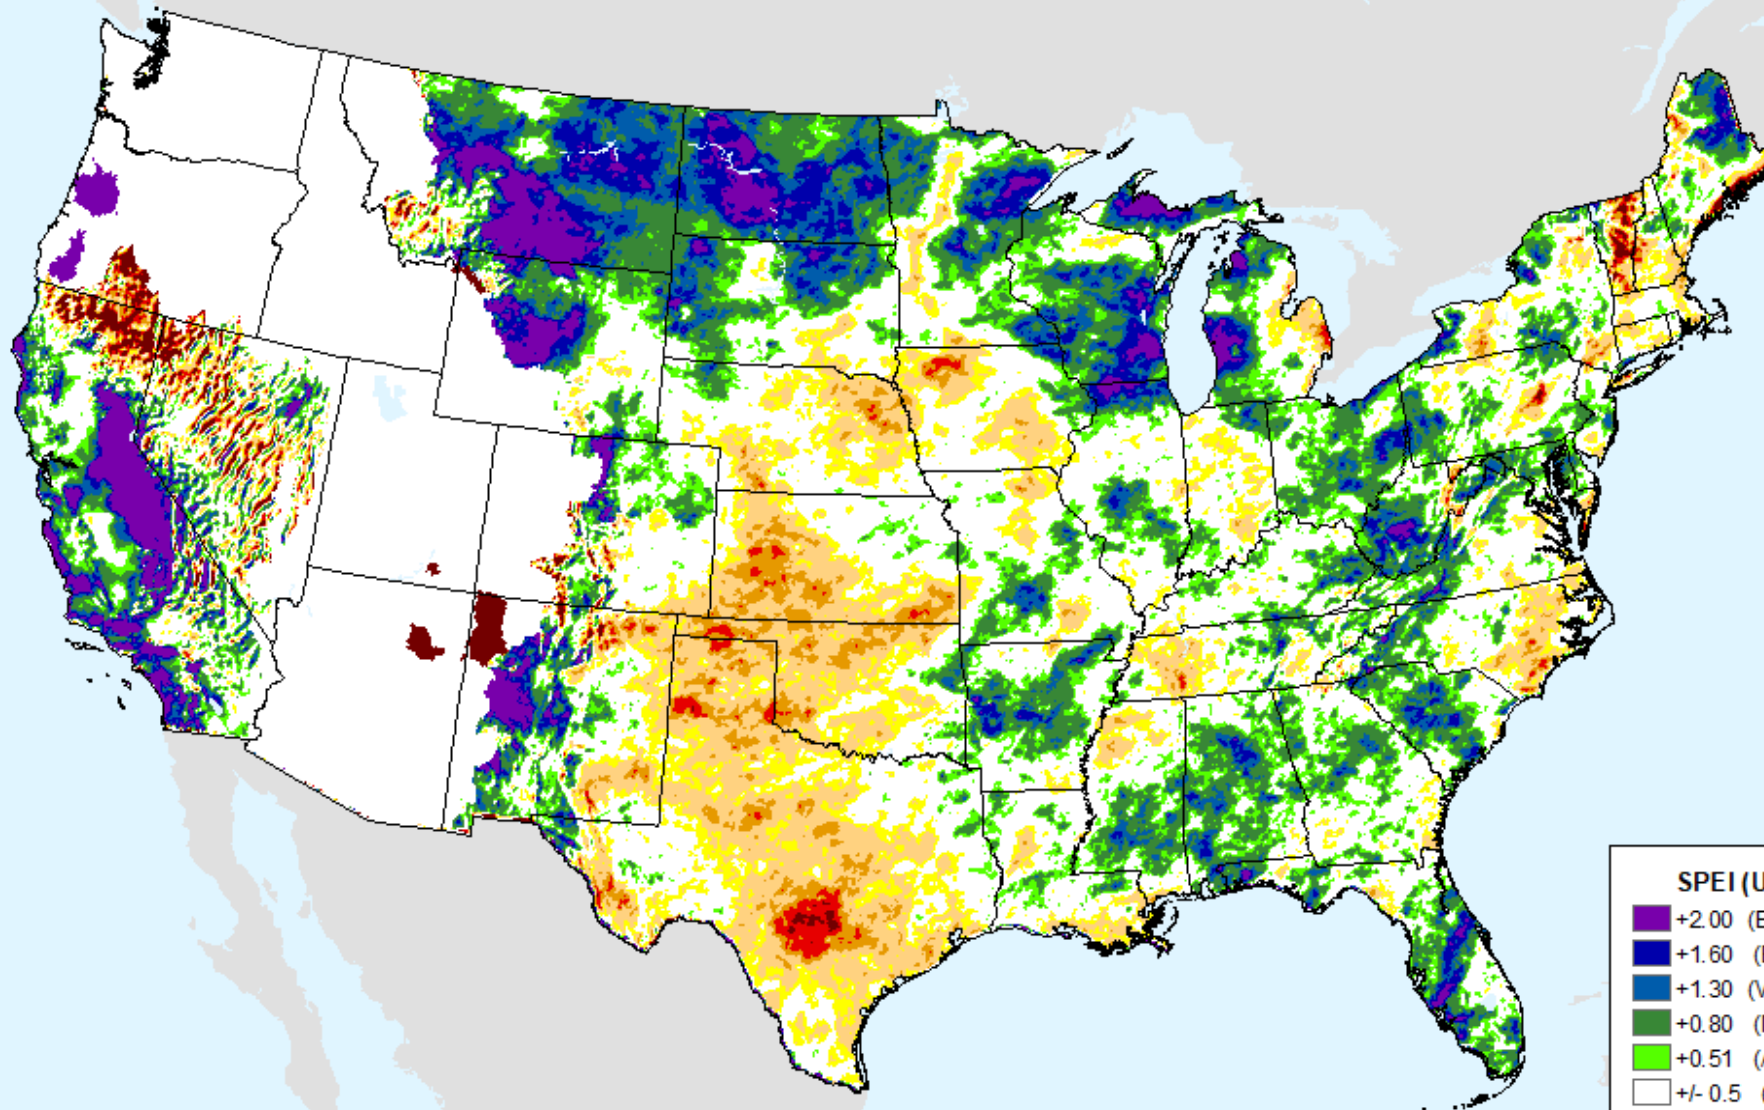 SPEI (U
+2.00 (E
+1.60 (
+1.30 (V
+0.80 (
+0.51 (
+/- 0.5 (